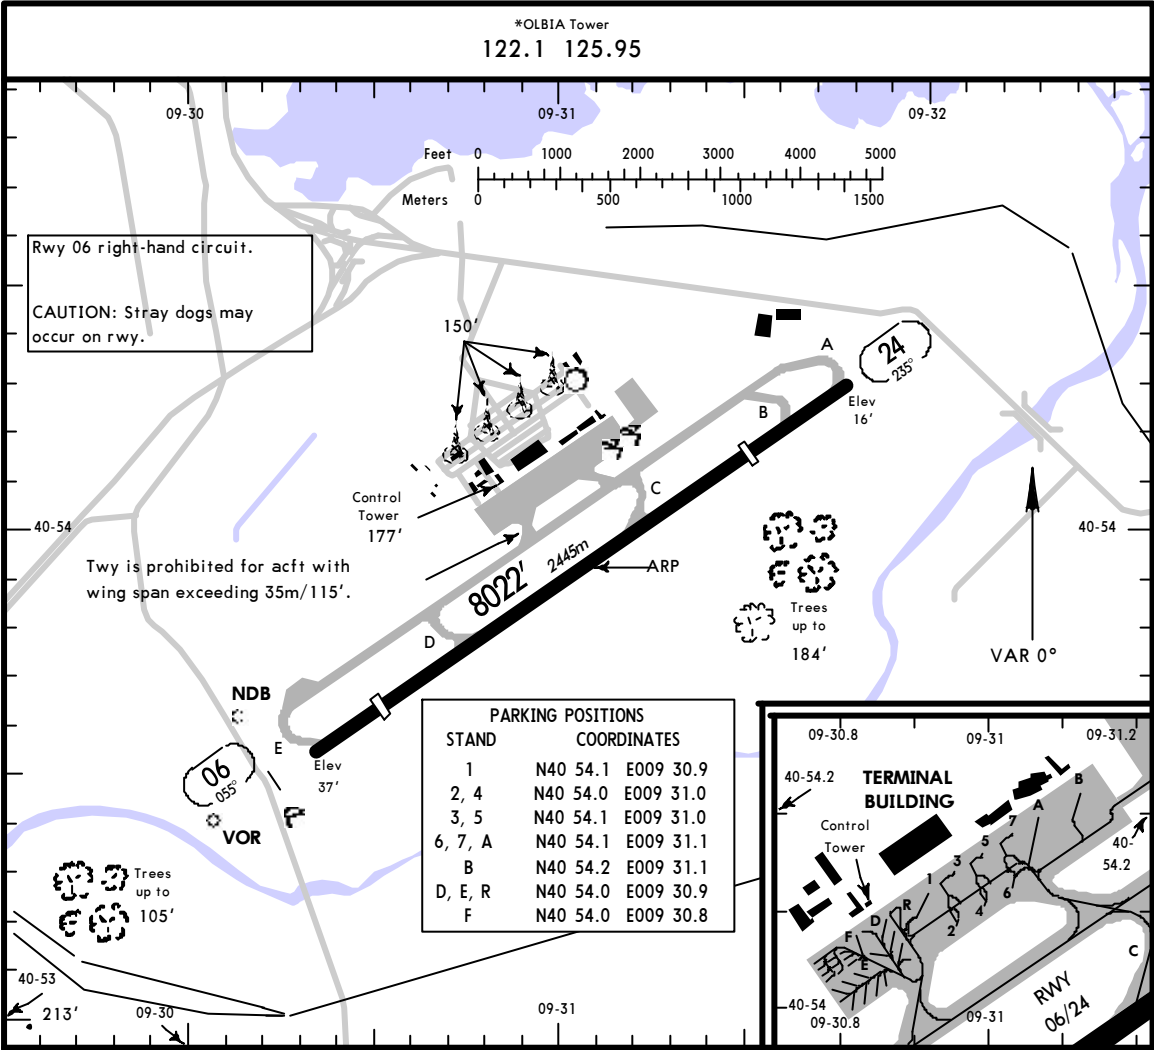 *OLBIA Tower
122.1 125.95
09-30
09-31
09-32
Feet 0 1000 2000 3000 4000 5000
Meters 0 500 1000 1500
Rwy 06 right-hand circuit.
CAUTION: Stray dogs may
occur on rwy.
150'
A
24
235°
Elev
16'
B
C
Control
Tower
177'
40-54
40-54
Twy is prohibited for acft with
wing span exceeding 35m/115'.
8022' 2445m
ARP
Trees
up to
184'
VAR 0°
D
NDB
E
Elev
37'
06
055°
VOR
Trees
up to
105'
PARKING POSITIONS
STAND COORDINATES
1 N40 54.1 E009 30.9
2, 4 N40 54.0 E009 31.0
3, 5 N40 54.1 E009 31.0
6, 7, A N40 54.1 E009 31.1
B N40 54.2 E009 31.1
D, E, R N40 54.0 E009 30.9
F N40 54.0 E009 30.8
40-53
213'
09-30
09-31
09-30.8
09-31
09-31.2
40-54.2
TERMINAL
BUILDING
Control
Tower
B
A
7
5
3
1
R
D
F
E
2
4
6
40-
54.2
C
RWY
06/24
40-54
09-30.8
09-31